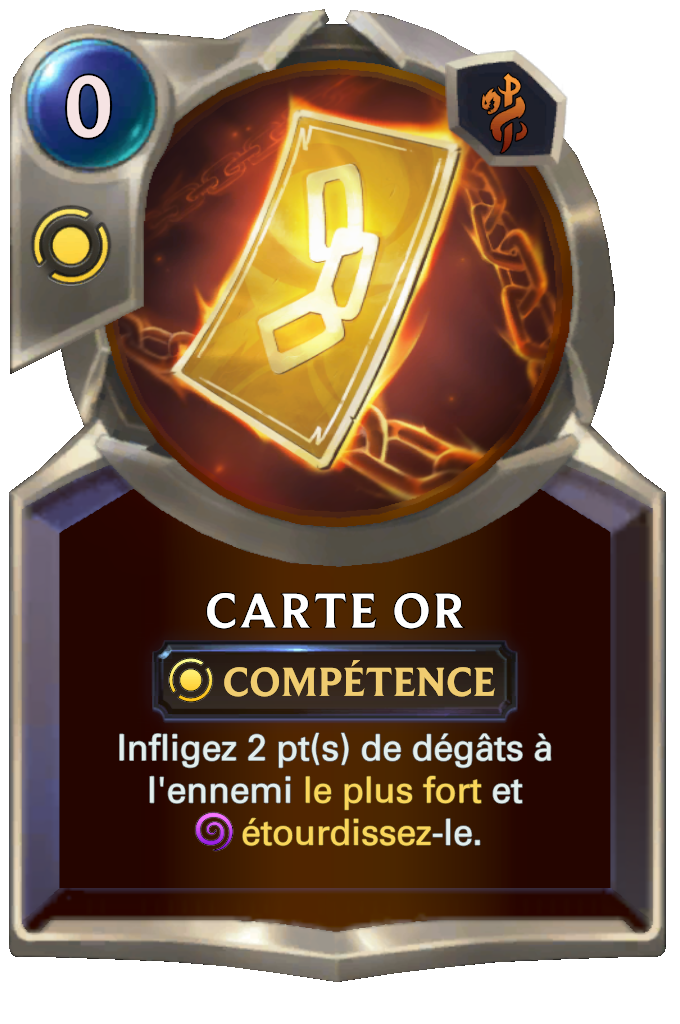 0
CARTE OR
COMPÉTENCE
Infligez 2 pt(s) de dégâts à
l'ennemi le plus fort et
étourdissez-le.